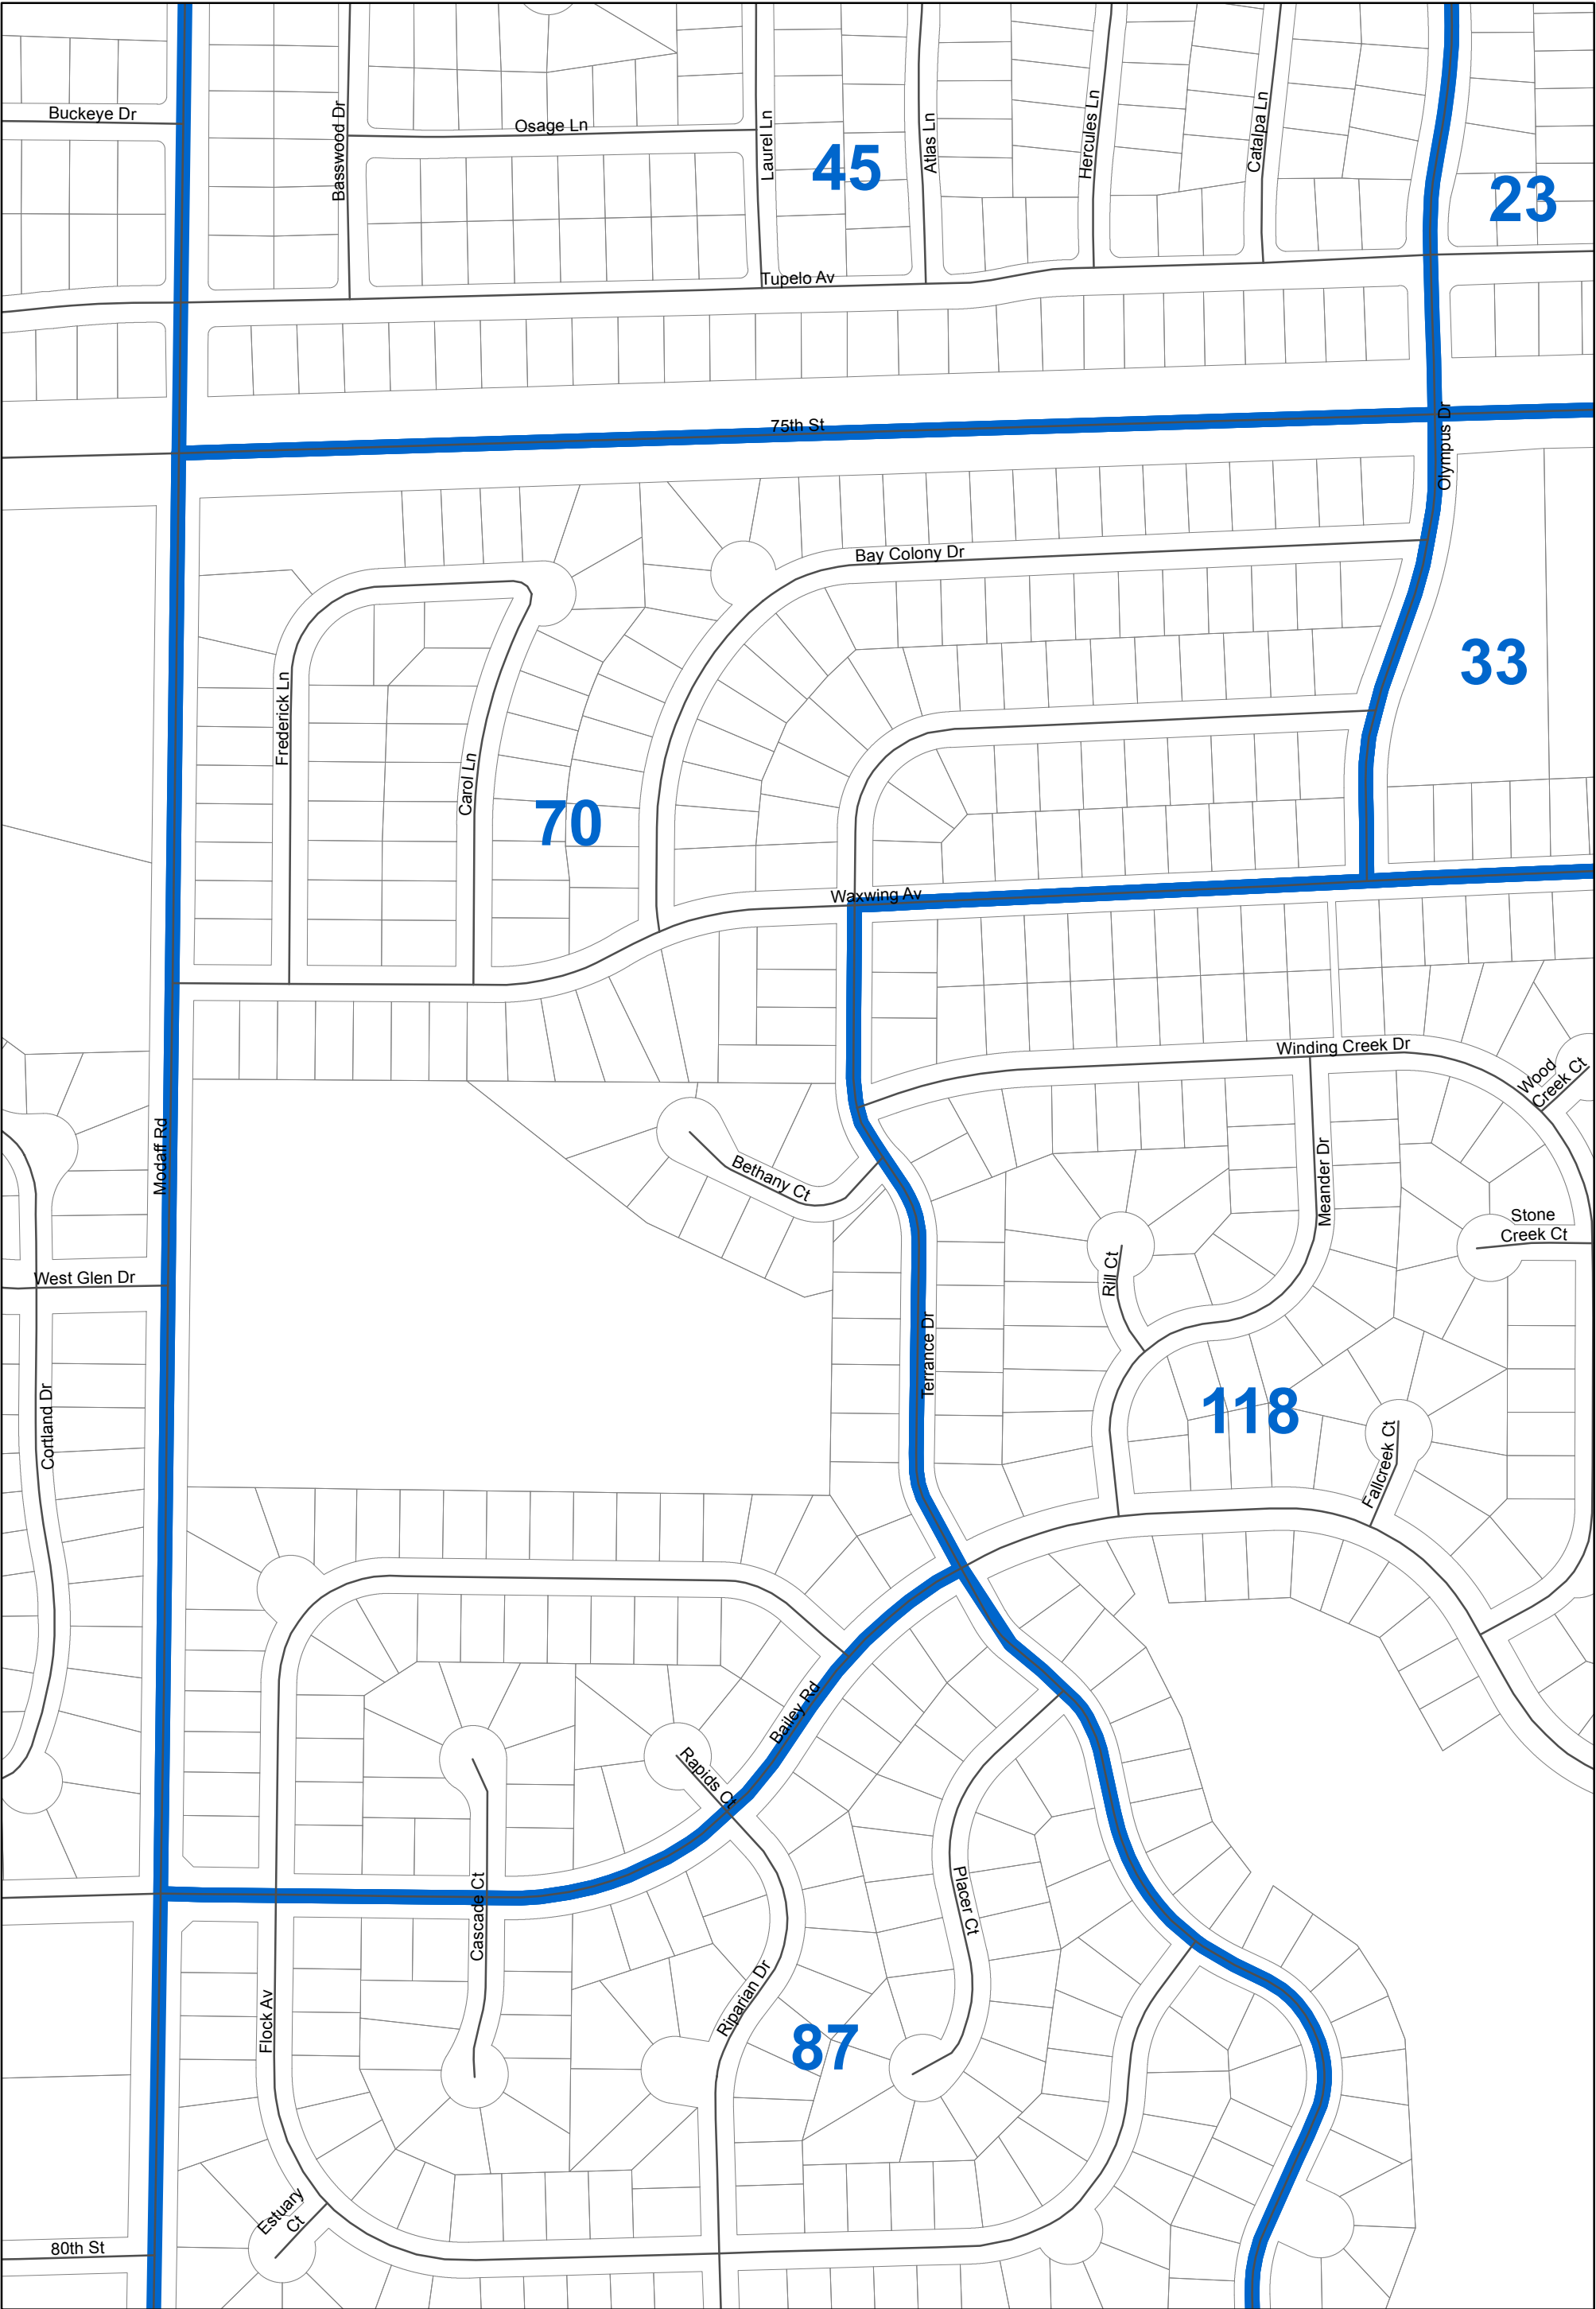 Buckeye Dr
Basswood Dr
Osage Ln
Laurel Ln
45
Atlas Ln
Hercules Ln
Catalpa Ln
23
Tupelo Av
75th St
Olympus Dr
Bay Colony Dr
33
Frederick Ln
Carol Ln
70
Waxwing Av
Winding Creek Dr
Wood
Creek Ct
Modaff Rd
Bethany Ct
Meander Dr
Stone
Creek Ct
Rill Ct
West Glen Dr
Terrance Dr
Cortland Dr
118
Fallcreek Ct
Bailey Rd
Rapids Ct
Cascade Ct
Placer Ct
Flock Av
Riparian Dr
87
Estuary
Ct
80th St